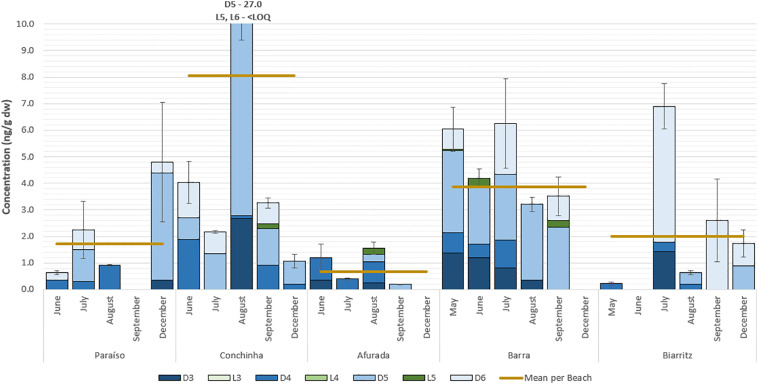 D5 - 27.0
L5, L6 - <LOQ
Concentration (ng/g dw)
10.0
9.0
8.0
7.0
6.0
5.0
4.0
3.0
2.0
1.0
0.0
June July August September December June July August September December June July August September December May June July August September December May June July August September December
Paraíso Conchinha Afurada Barra Biarritz
D3 L3 D4 L4 D5 L5 D6 Mean per Beach